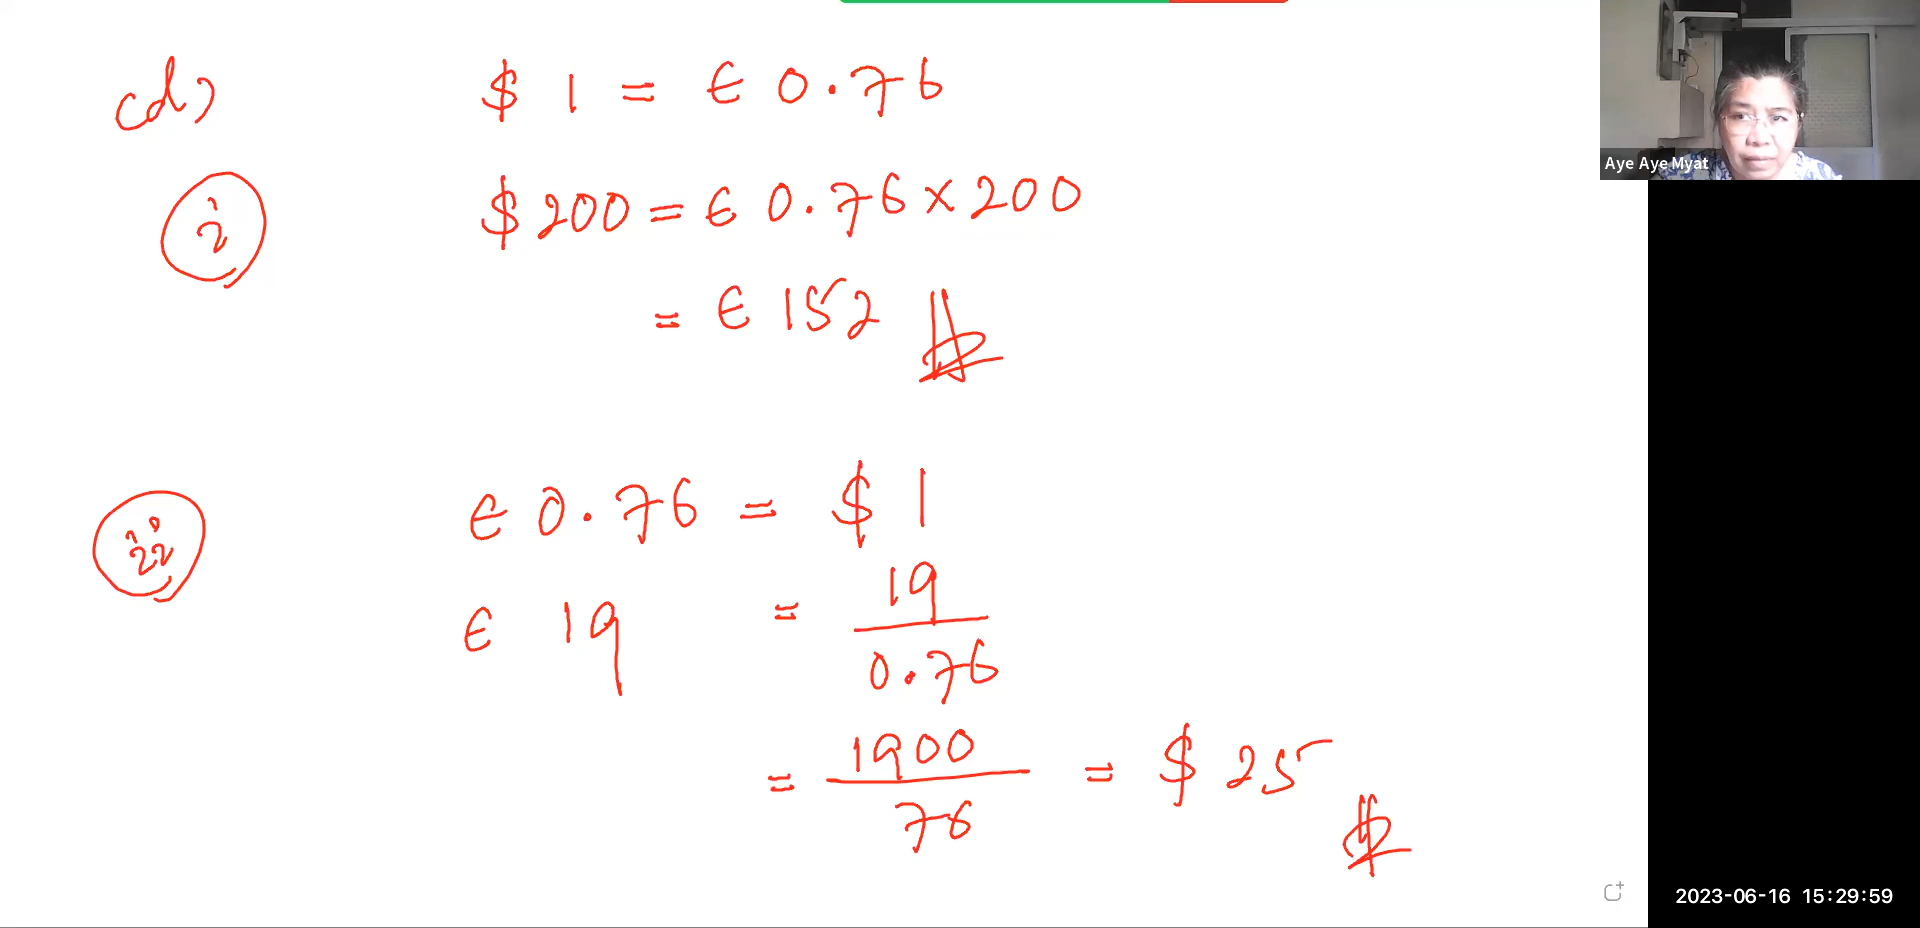 (d) $ 1 = € 0.76
i $ 200 = € 0.76 × 200
= € 152
ii € 0.76 = $ 1
€ 19 = 19/0.76
= 1900/76 = $ 25
Aye Aye Myat
2023-06-16 15:29:59